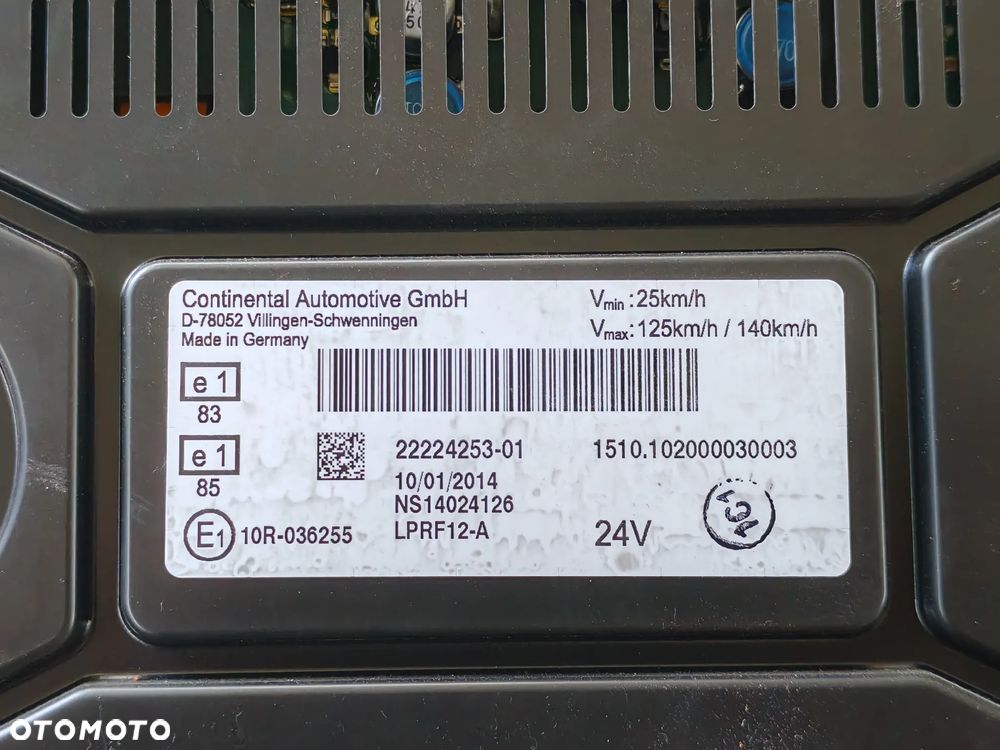 Continental Automotive GmbH
D-78052 Villingen-Schwenningen
Made in Germany
Vmin : 25km/h
Vmax: 125km/h / 140km/h
e 1
83
e 1
85
E1 10R-036255
22224253-01
10/01/2014
NS14024126
LPRF12-A
1510.102000030003
24V
OTOMOTO